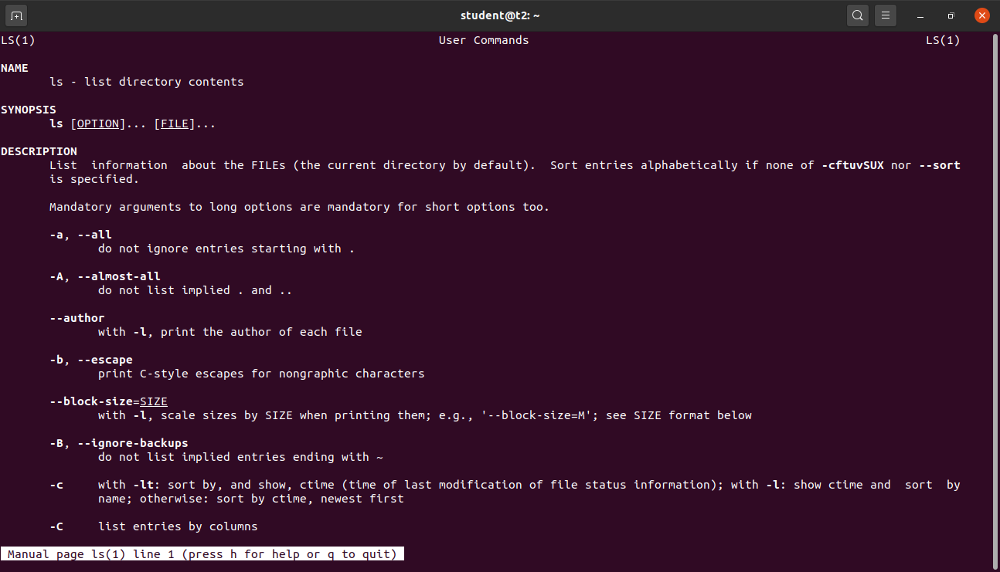 student@t2: ~
LS(1) User Commands LS(1)
NAME
ls - list directory contents
SYNOPSIS
ls [OPTION]... [FILE]...
DESCRIPTION
List information about the FILEs (the current directory by default). Sort entries alphabetically if none of -cftuvSUX nor --sort
is specified.
Mandatory arguments to long options are mandatory for short options too.
-a, --all
do not ignore entries starting with .
-A, --almost-all
do not list implied . and ..
--author
with -l, print the author of each file
-b, --escape
print C-style escapes for nongraphic characters
--block-size=SIZE
with -l, scale sizes by SIZE when printing them; e.g., '--block-size=M'; see SIZE format below
-B, --ignore-backups
do not list implied entries ending with ~
-c with -lt: sort by, and show, ctime (time of last modification of file status information); with -l: show ctime and sort by
name; otherwise: sort by ctime, newest first
-C list entries by columns
Manual page ls(1) line 1 (press h for help or q to quit)